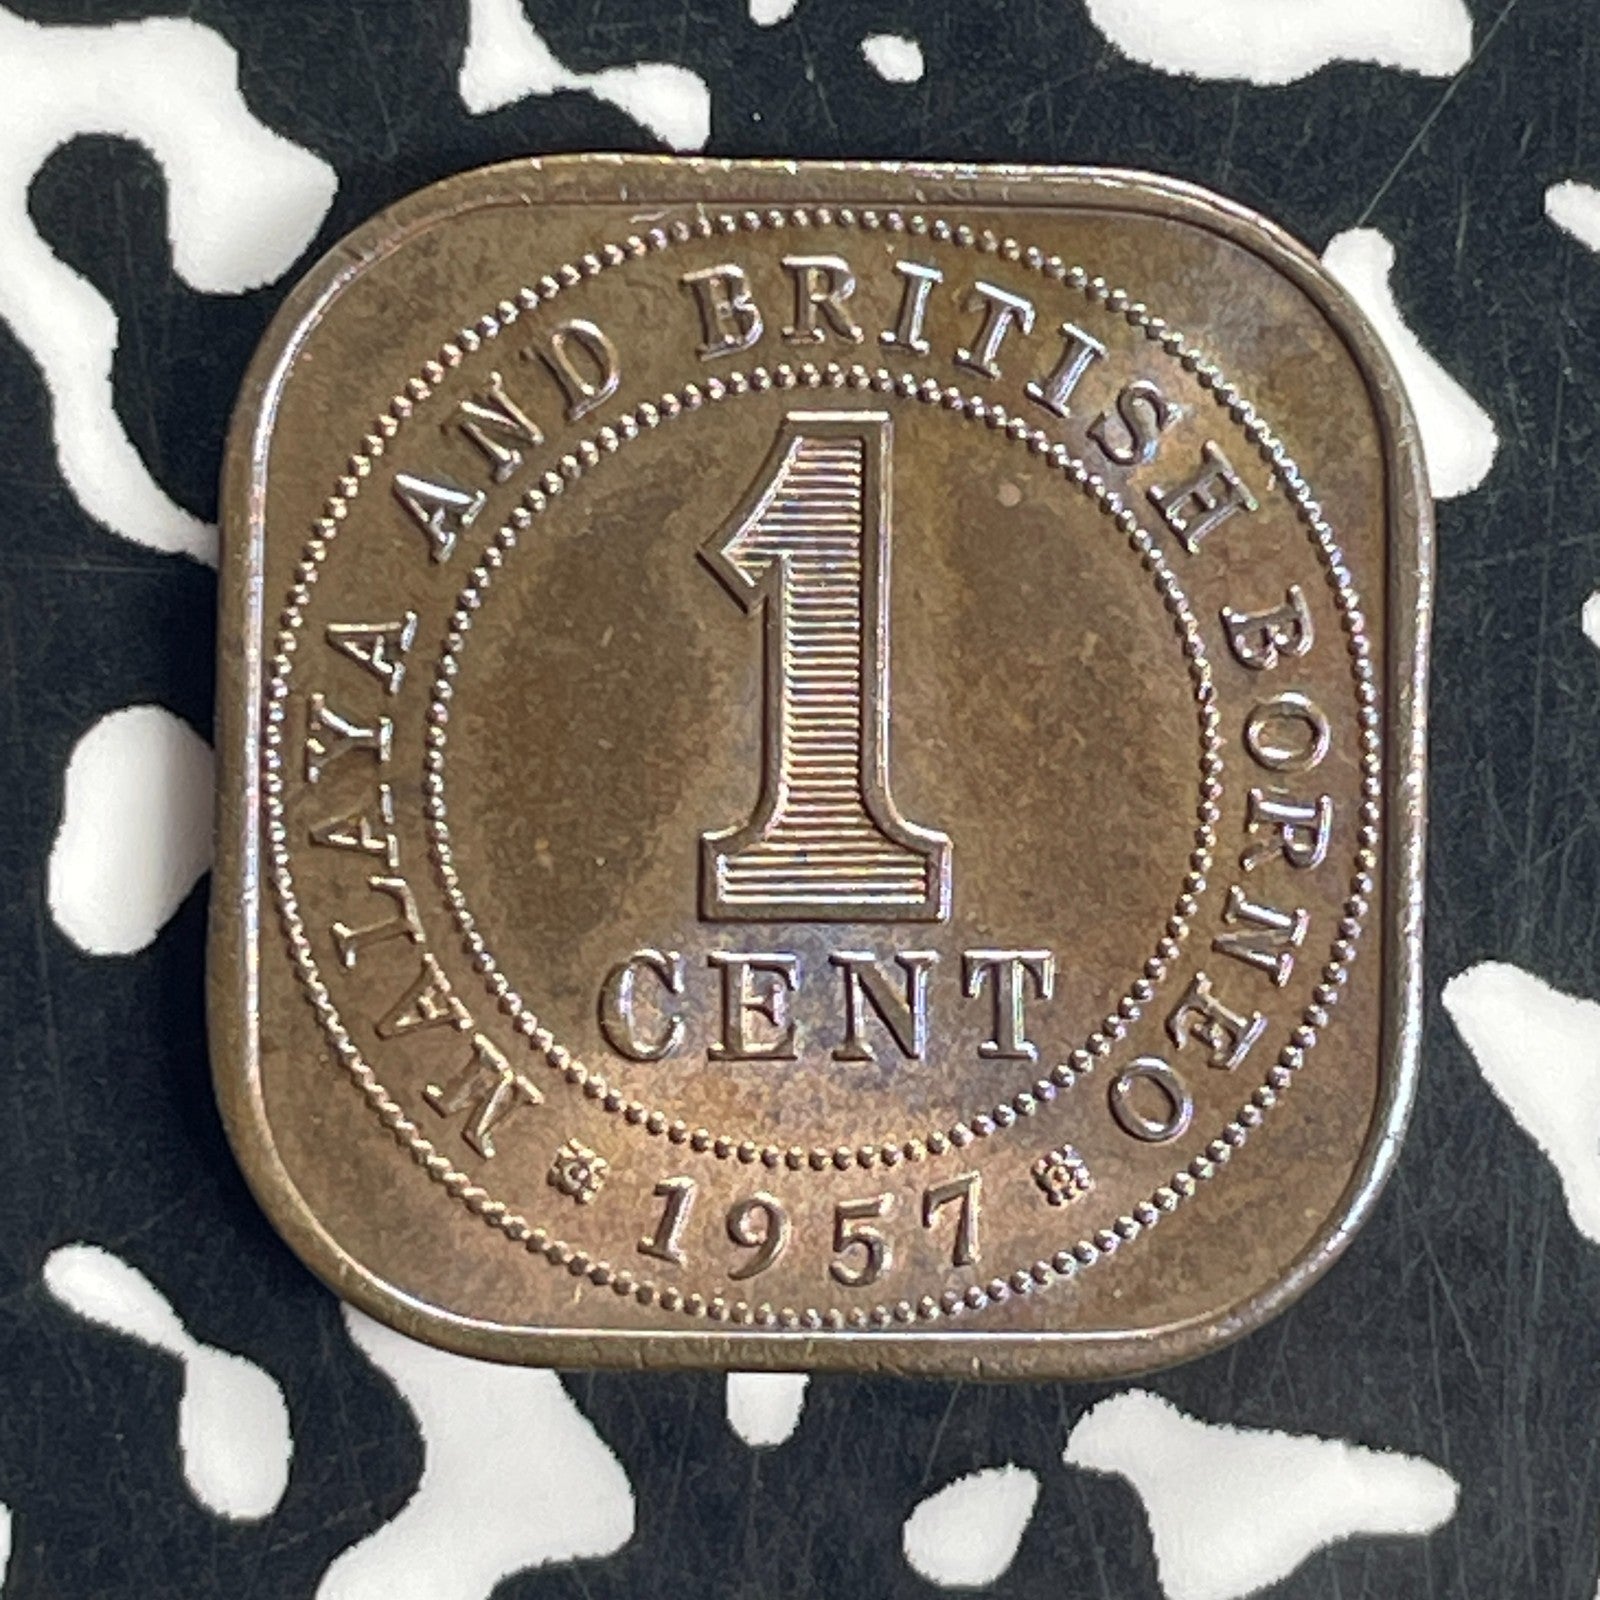 MALAYA AND BRITISH BORNEO
1
CENT
1957